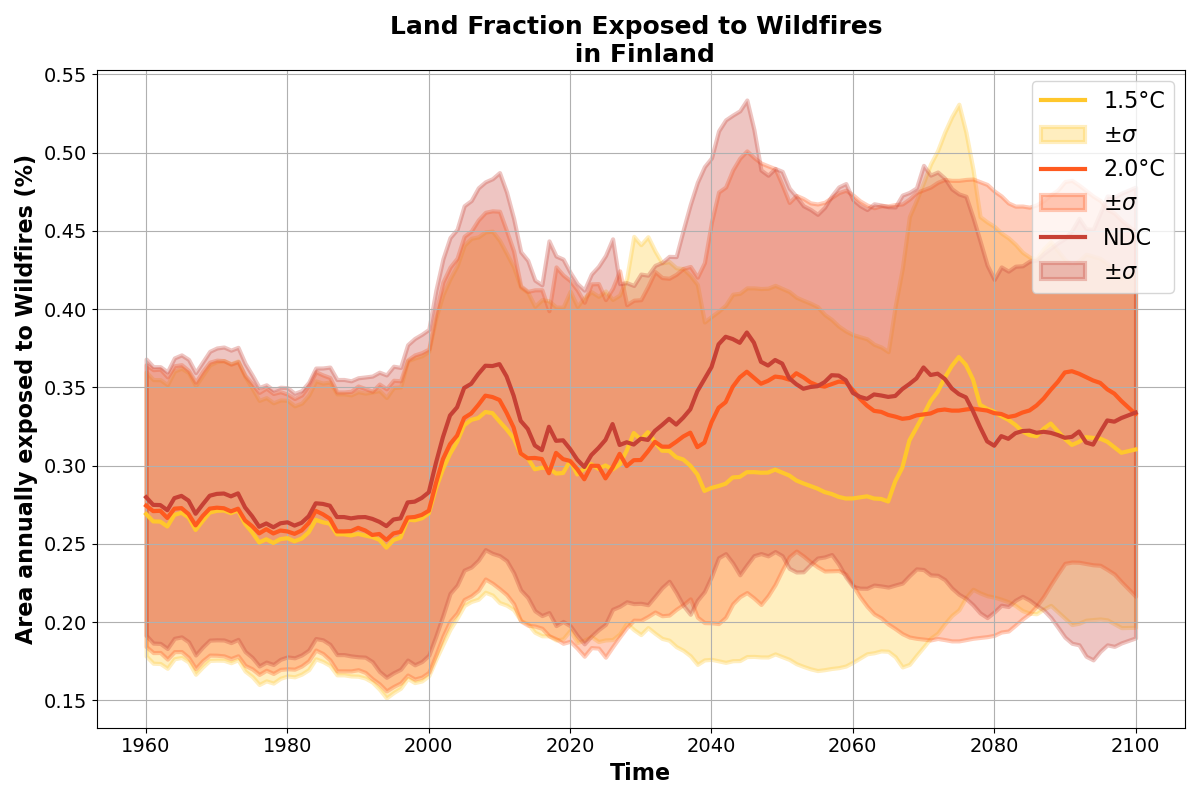 Land Fraction Exposed to Wildfires
in Finland
Area annually exposed to Wildfires (%)
0.55
0.50
0.45
0.40
0.35
0.30
0.25
0.20
0.15
1.5°C
±σ
2.0°C
±σ
NDC
±σ
1960
1980
2000
2020
2040
2060
2080
2100
Time